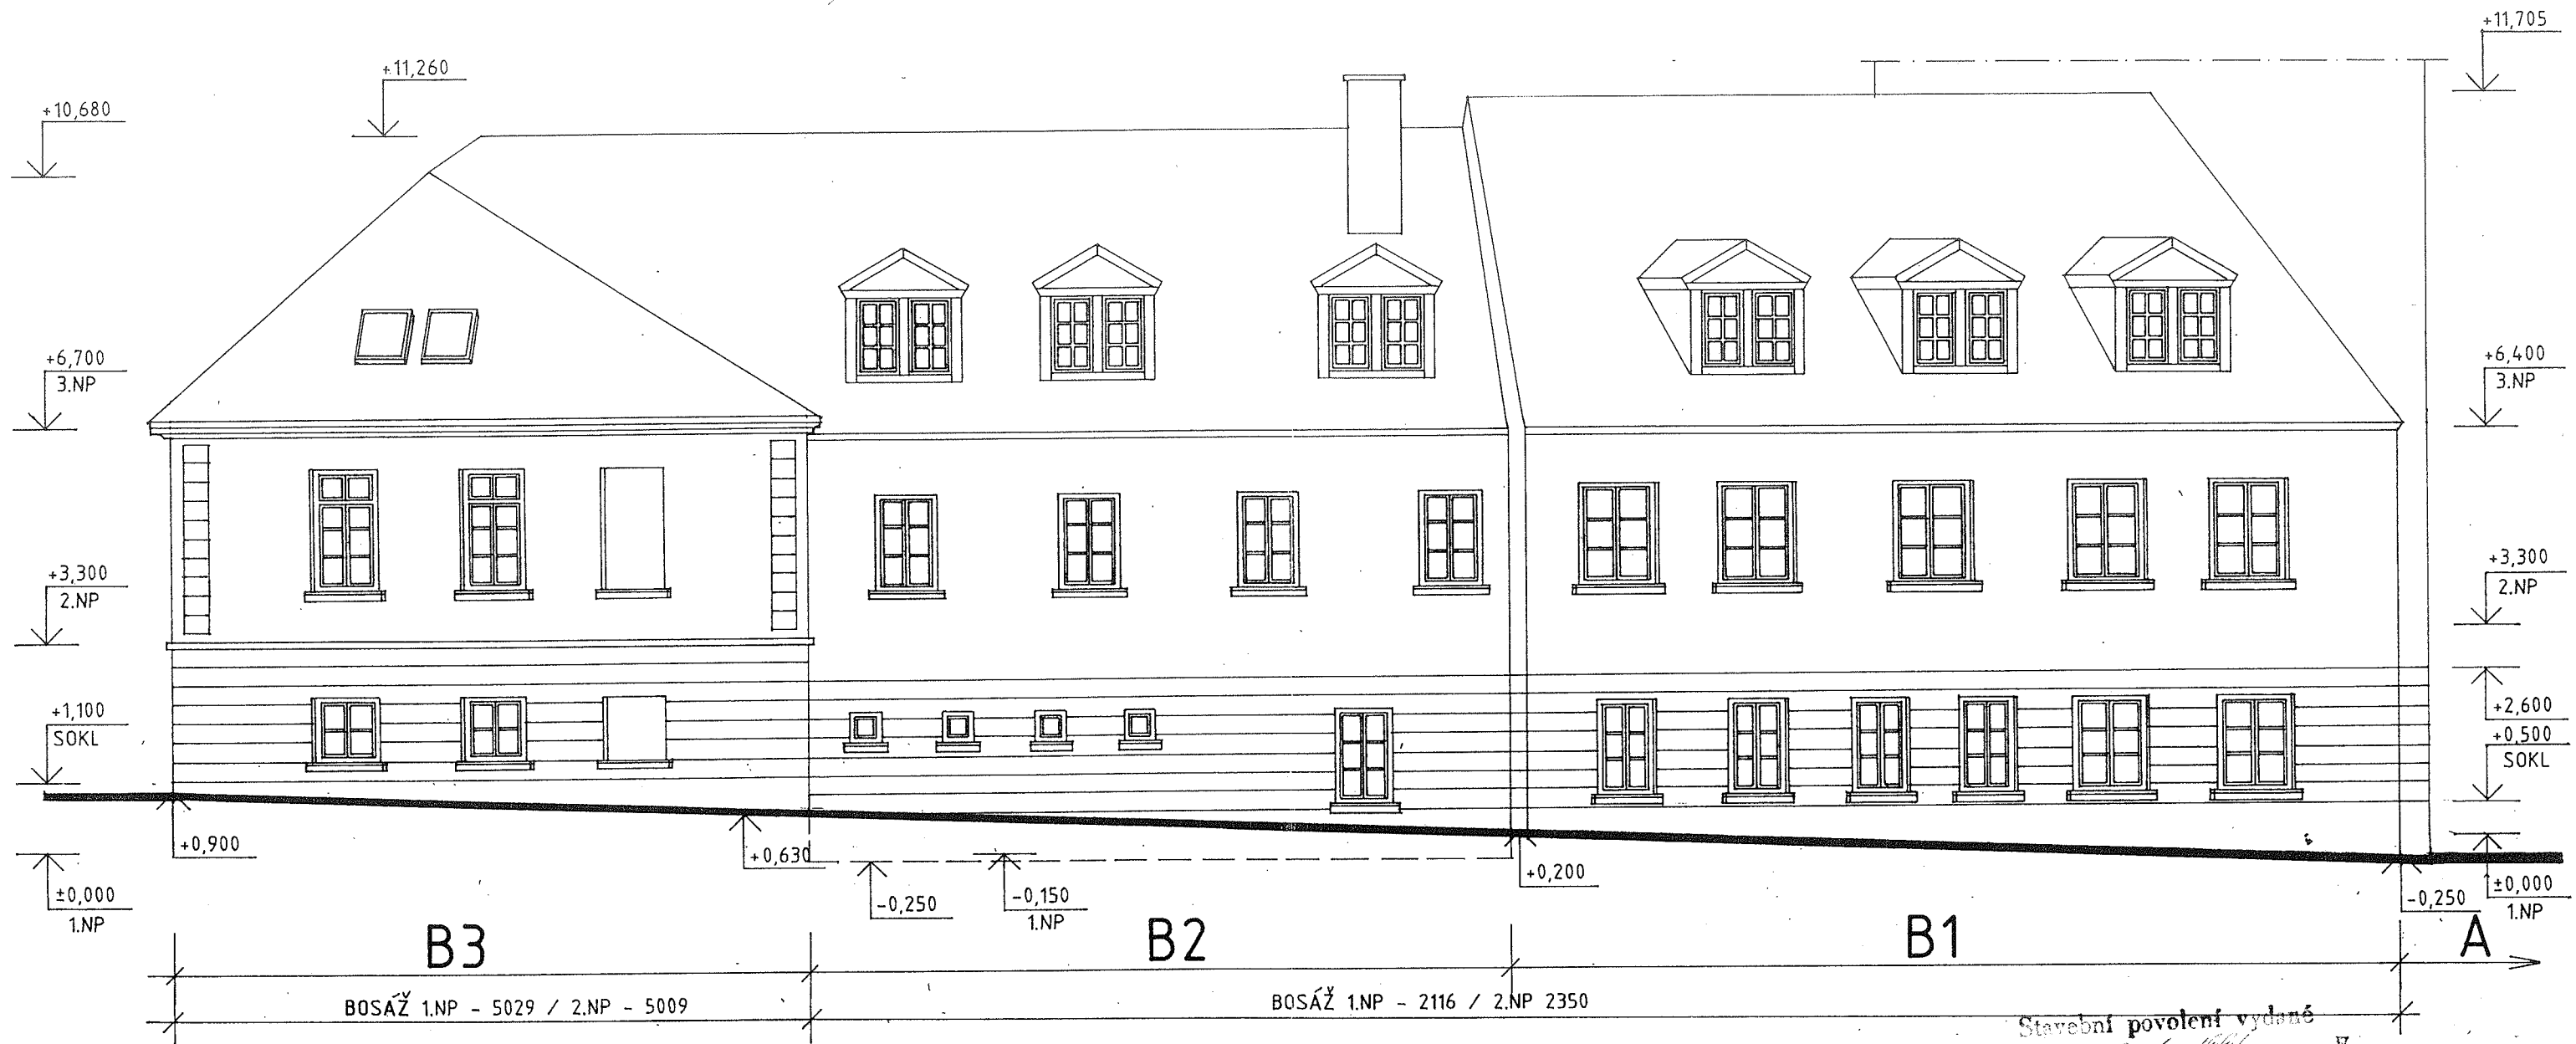 +11,705
+11,260
+10,680
+6,700
3.NP
+6,400
3.NP
+3,300
2.NP
+3,300
2.NP
+1,100
SOKL
+2,600
+0,500
SOKL
+0,900
+0,630
+0,200
±0,000
1.NP
-0,250
-0,150
1.NP
-0,250
±0,000
1.NP
B3
B2
B1
A
BOSÁŽ 1.NP - 5029 / 2.NP - 5009
BOSÁŽ 1.NP - 2116 / 2.NP 2350
Stavební povolení vydané